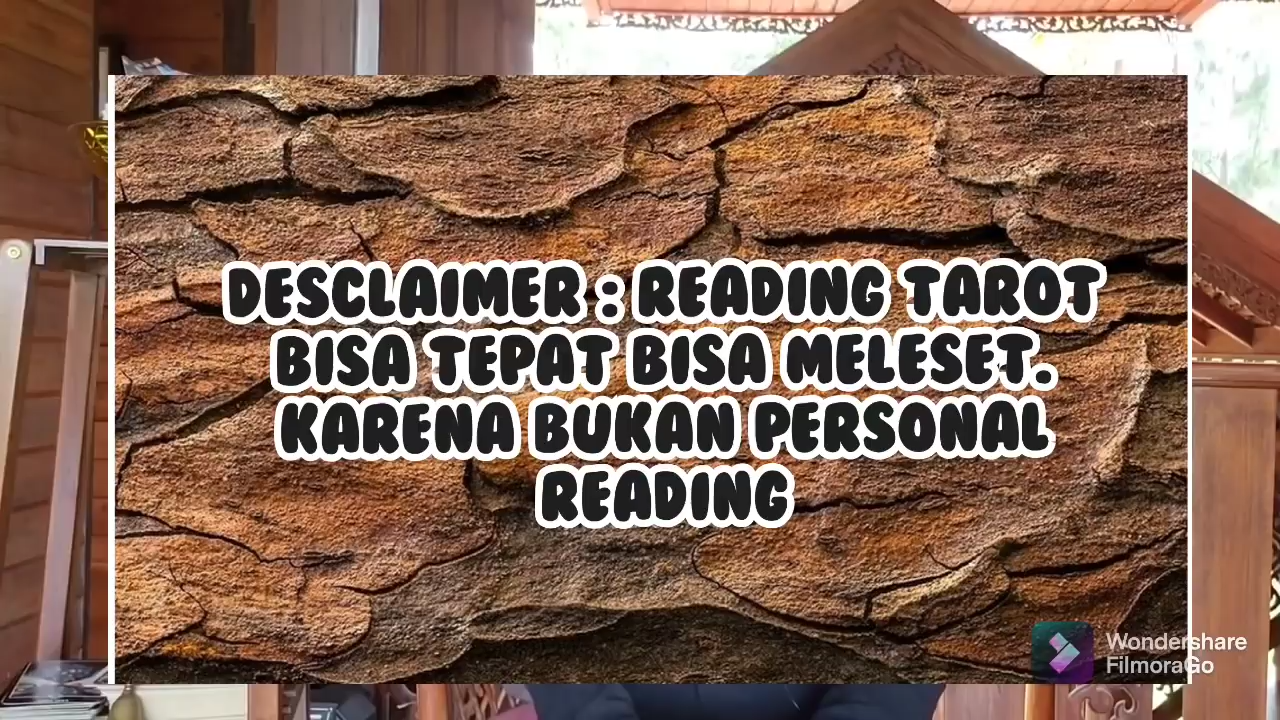 DESCLAIMER : READING TAROT
BISA TEPAT BISA MELESET.
KARENA BUKAN PERSONAL
READING
Wondershare
FilmoraGo